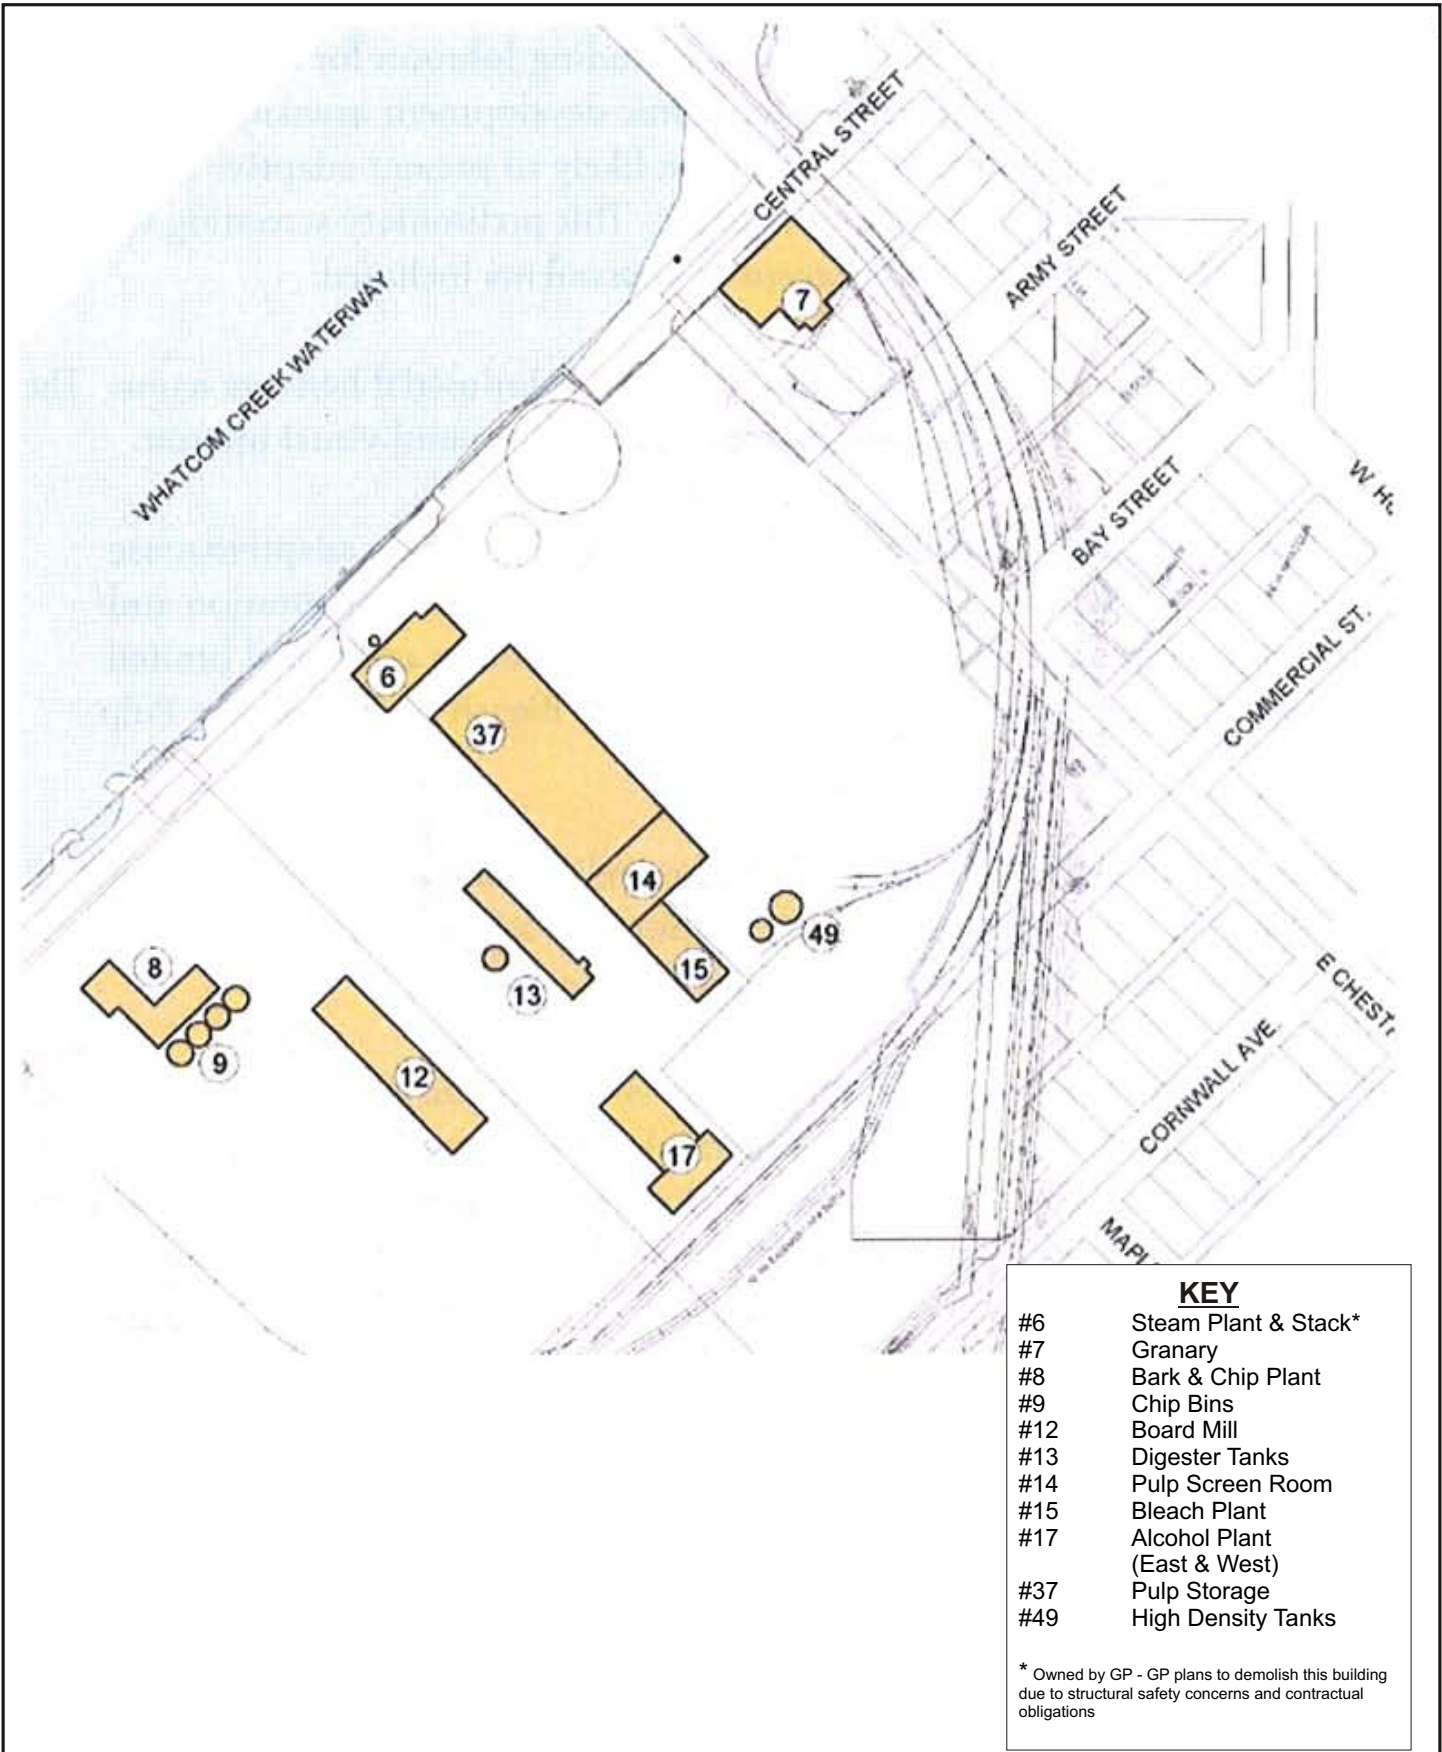 CENTRAL STREET
ARMY STREET
WHATCOM CREEK WATERWAY
7
W HO
BAY STREET
COMMERCIAL ST.
6
37
14
49
15
8
13
9
12
17
E CHEST
CORNWALL AVE.
MAPL
KEY
#6 Steam Plant & Stack*
#7 Granary
#8 Bark & Chip Plant
#9 Chip Bins
#12 Board Mill
#13 Digester Tanks
#14 Pulp Screen Room
#15 Bleach Plant
#17 Alcohol Plant
(East & West)
#37 Pulp Storage
#49 High Density Tanks
* Owned by GP - GP plans to demolish this building
due to structural safety concerns and contractual
obligations